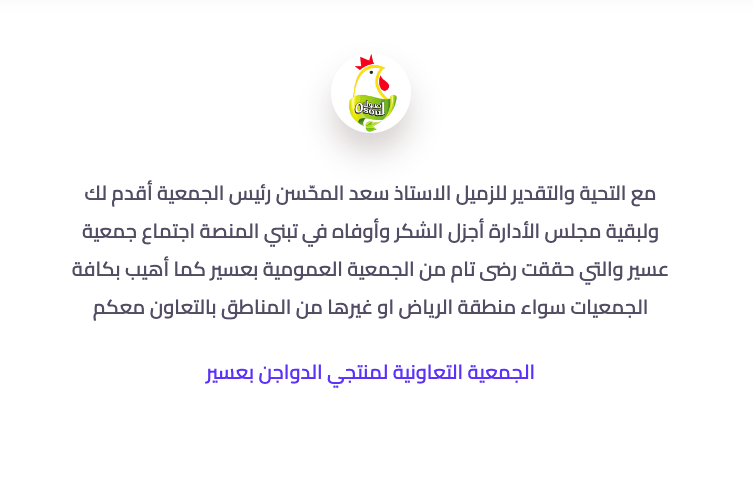 أصول
Osoul
مع التحية والتقدير للزميل الاستاذ سعد المحّسن رئيس الجمعية أقدم لك
ولبقية مجلس الأدارة أجزل الشكر وأوفاه في تبني المنصة اجتماع جمعية
عسير والتي حققت رضى تام من الجمعية العمومية بعسير كما أهيب بكافة
الجمعيات سواء منطقة الرياض او غيرها من المناطق بالتعاون معكم
الجمعية التعاونية لمنتجي الدواجن بعسير